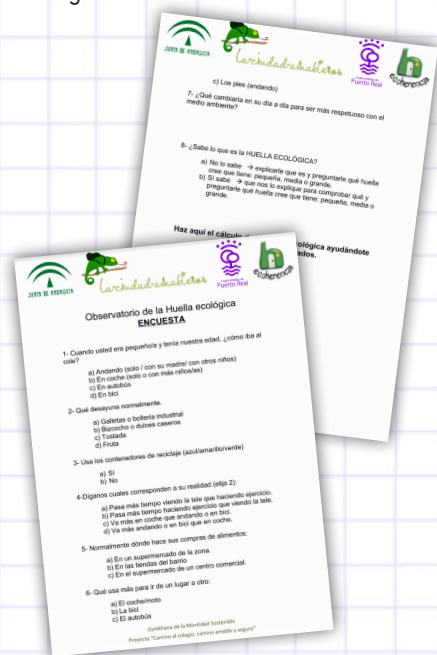 JUNTA DE ANDALUCIA
La ciudad amable
Puerto Real
ecoherencia
c) Los pies (andando)
7- ¿Qué cambiaría en su día a día para ser más respetuoso con el
medio ambiente?
8- ¿Sabe lo que es la HUELLA ECOLÓGICA?
a) No lo sabe → explicarle que es y preguntarle qué huella
cree que tiene: pequeña, media o grande.
b) Sí sabe → que nos lo explique para comprobar qué y
preguntarle qué huella cree que tiene: pequeña, media o
grande.
Haz aquí el cálculo ecológica ayudándote
JUNTA DE ANDALUCIA
Puerto Real
ecoherencia
Observatorio de la Huella ecológica
ENCUESTA
1- Cuando usted era pequeño/a y tenía nuestra edad, ¿cómo iba al
cole?
a) Andando (solo / con su madre/ con otros niños)
b) En coche (solo o con más niños/as)
c) En autobús
d) En bici
2- Qué desayuna normalmente.
a) Galletas o bollería industrial
b) Bizcocho o dulces caseros
c) Tostada
d) Fruta
3- Usa los contenedores de reciclaje (azul/amarillo/verde)
a) Sí
b) No
4-Díganos cuales corresponden a su realidad (elija 2):
a) Pasa más tiempo viendo la tele que haciendo ejercicio.
b) Pasa más tiempo haciendo ejercicio que viendo la tele.
c) Va más en coche que andando o en bici.
d) Va más andando o en bici que en coche.
5- Normalmente dónde hace sus compras de alimentos:
a) En un supermercado de la zona.
b) En las tiendas del barrio
c) En el supermercado de un centro comercial.
6- Qué usa más para ir de un lugar a otro:
a) El coche/moto
b) La bici
c) El autobús
Gymkhana de la Movilidad Sostenible
Proyecto "Camino al colegio, camino amable y seguro"